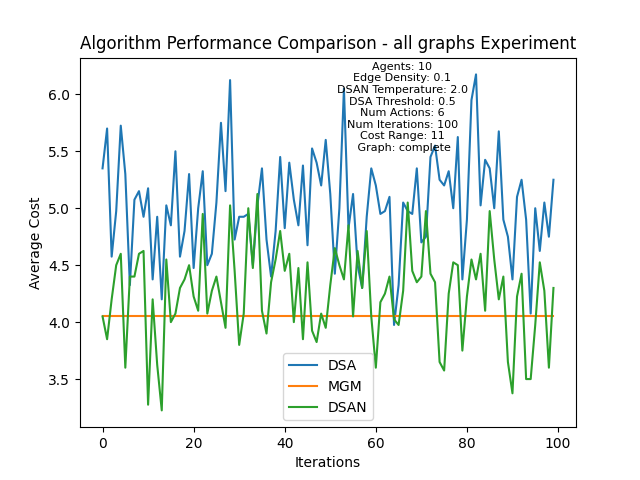 Algorithm Performance Comparison - all graphs Experiment
Agents: 10
Edge Density: 0.1
DSAN Temperature: 2.0
DSA Threshold: 0.5
Num Actions: 6
Num Iterations: 100
Cost Range: 11
Graph: complete
Average Cost
6.0
5.5
5.0
4.5
4.0
3.5
DSA
MGM
DSAN
0 20 40 60 80 100
Iterations